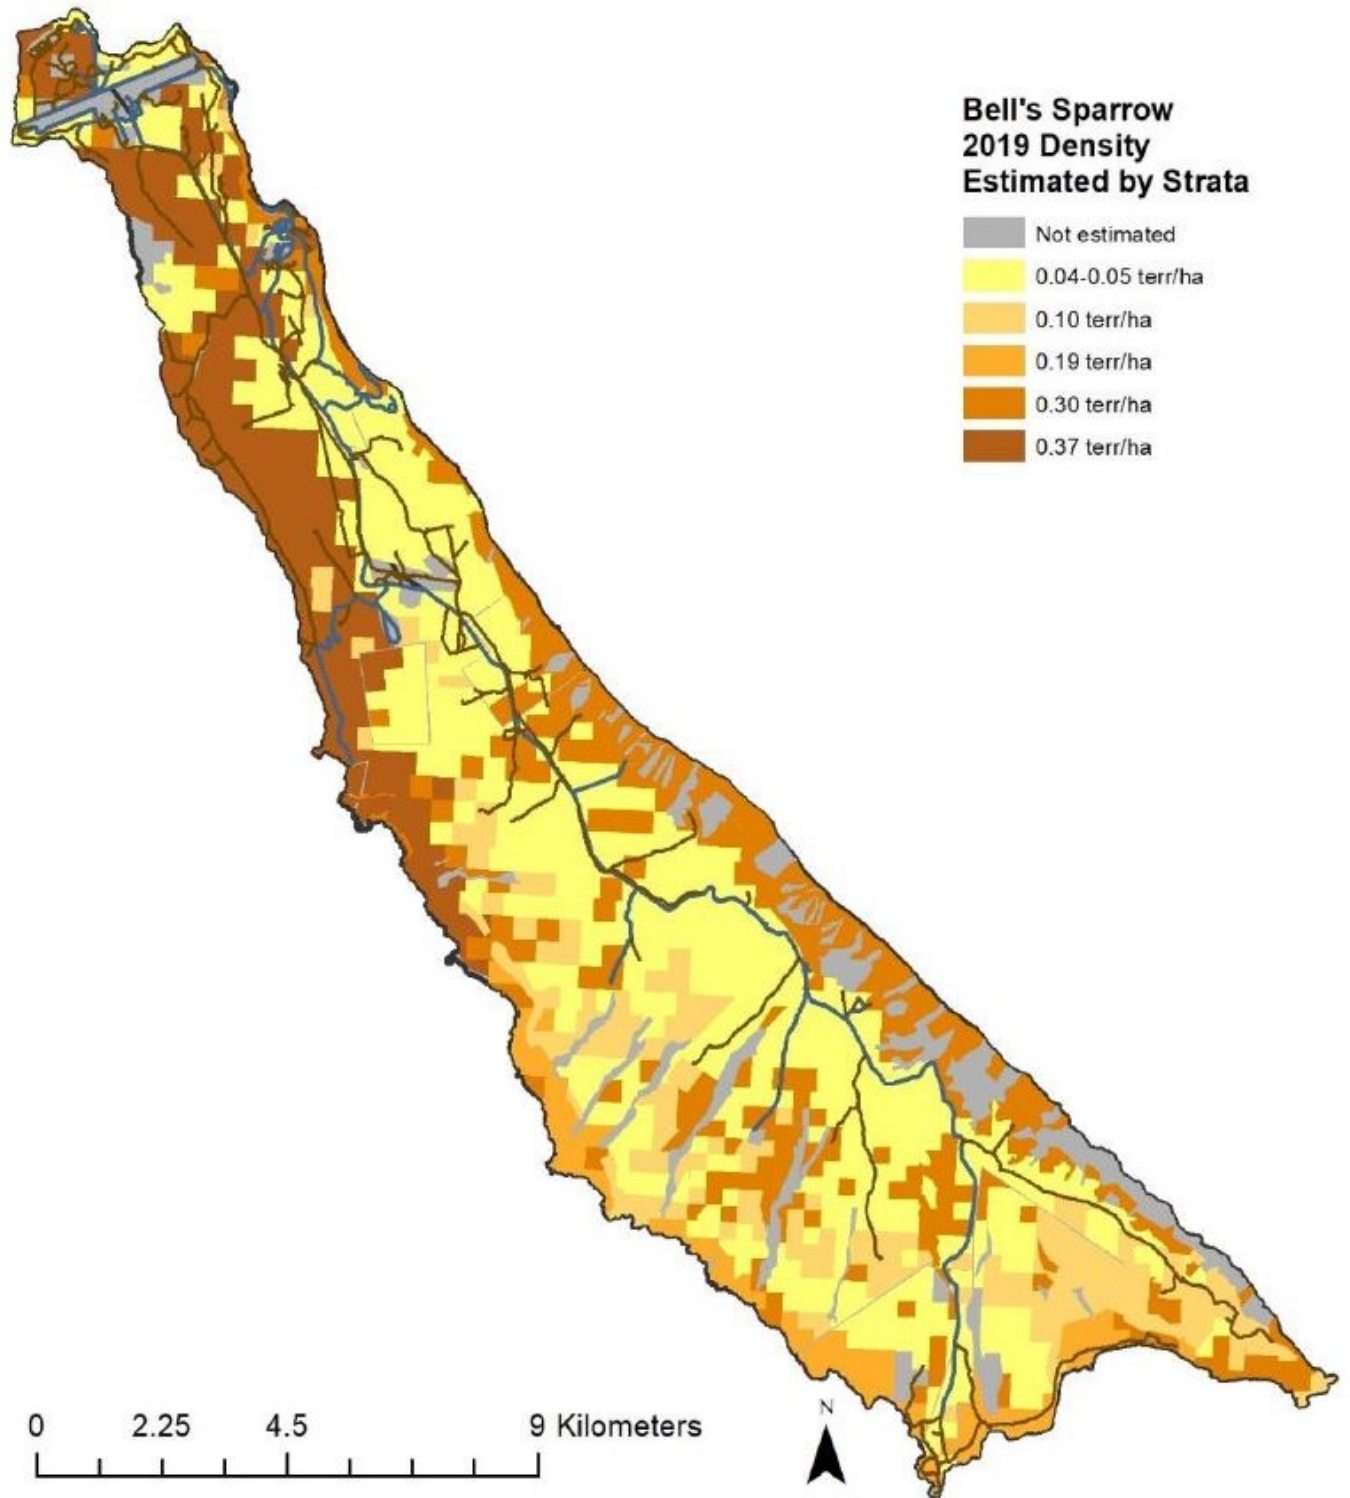 Bell's Sparrow
2019 Density
Estimated by Strata
Not estimated
0.04-0.05 terr/ha
0.10 terr/ha
0.19 terr/ha
0.30 terr/ha
0.37 terr/ha
N
0 2.25 4.5 9 Kilometers